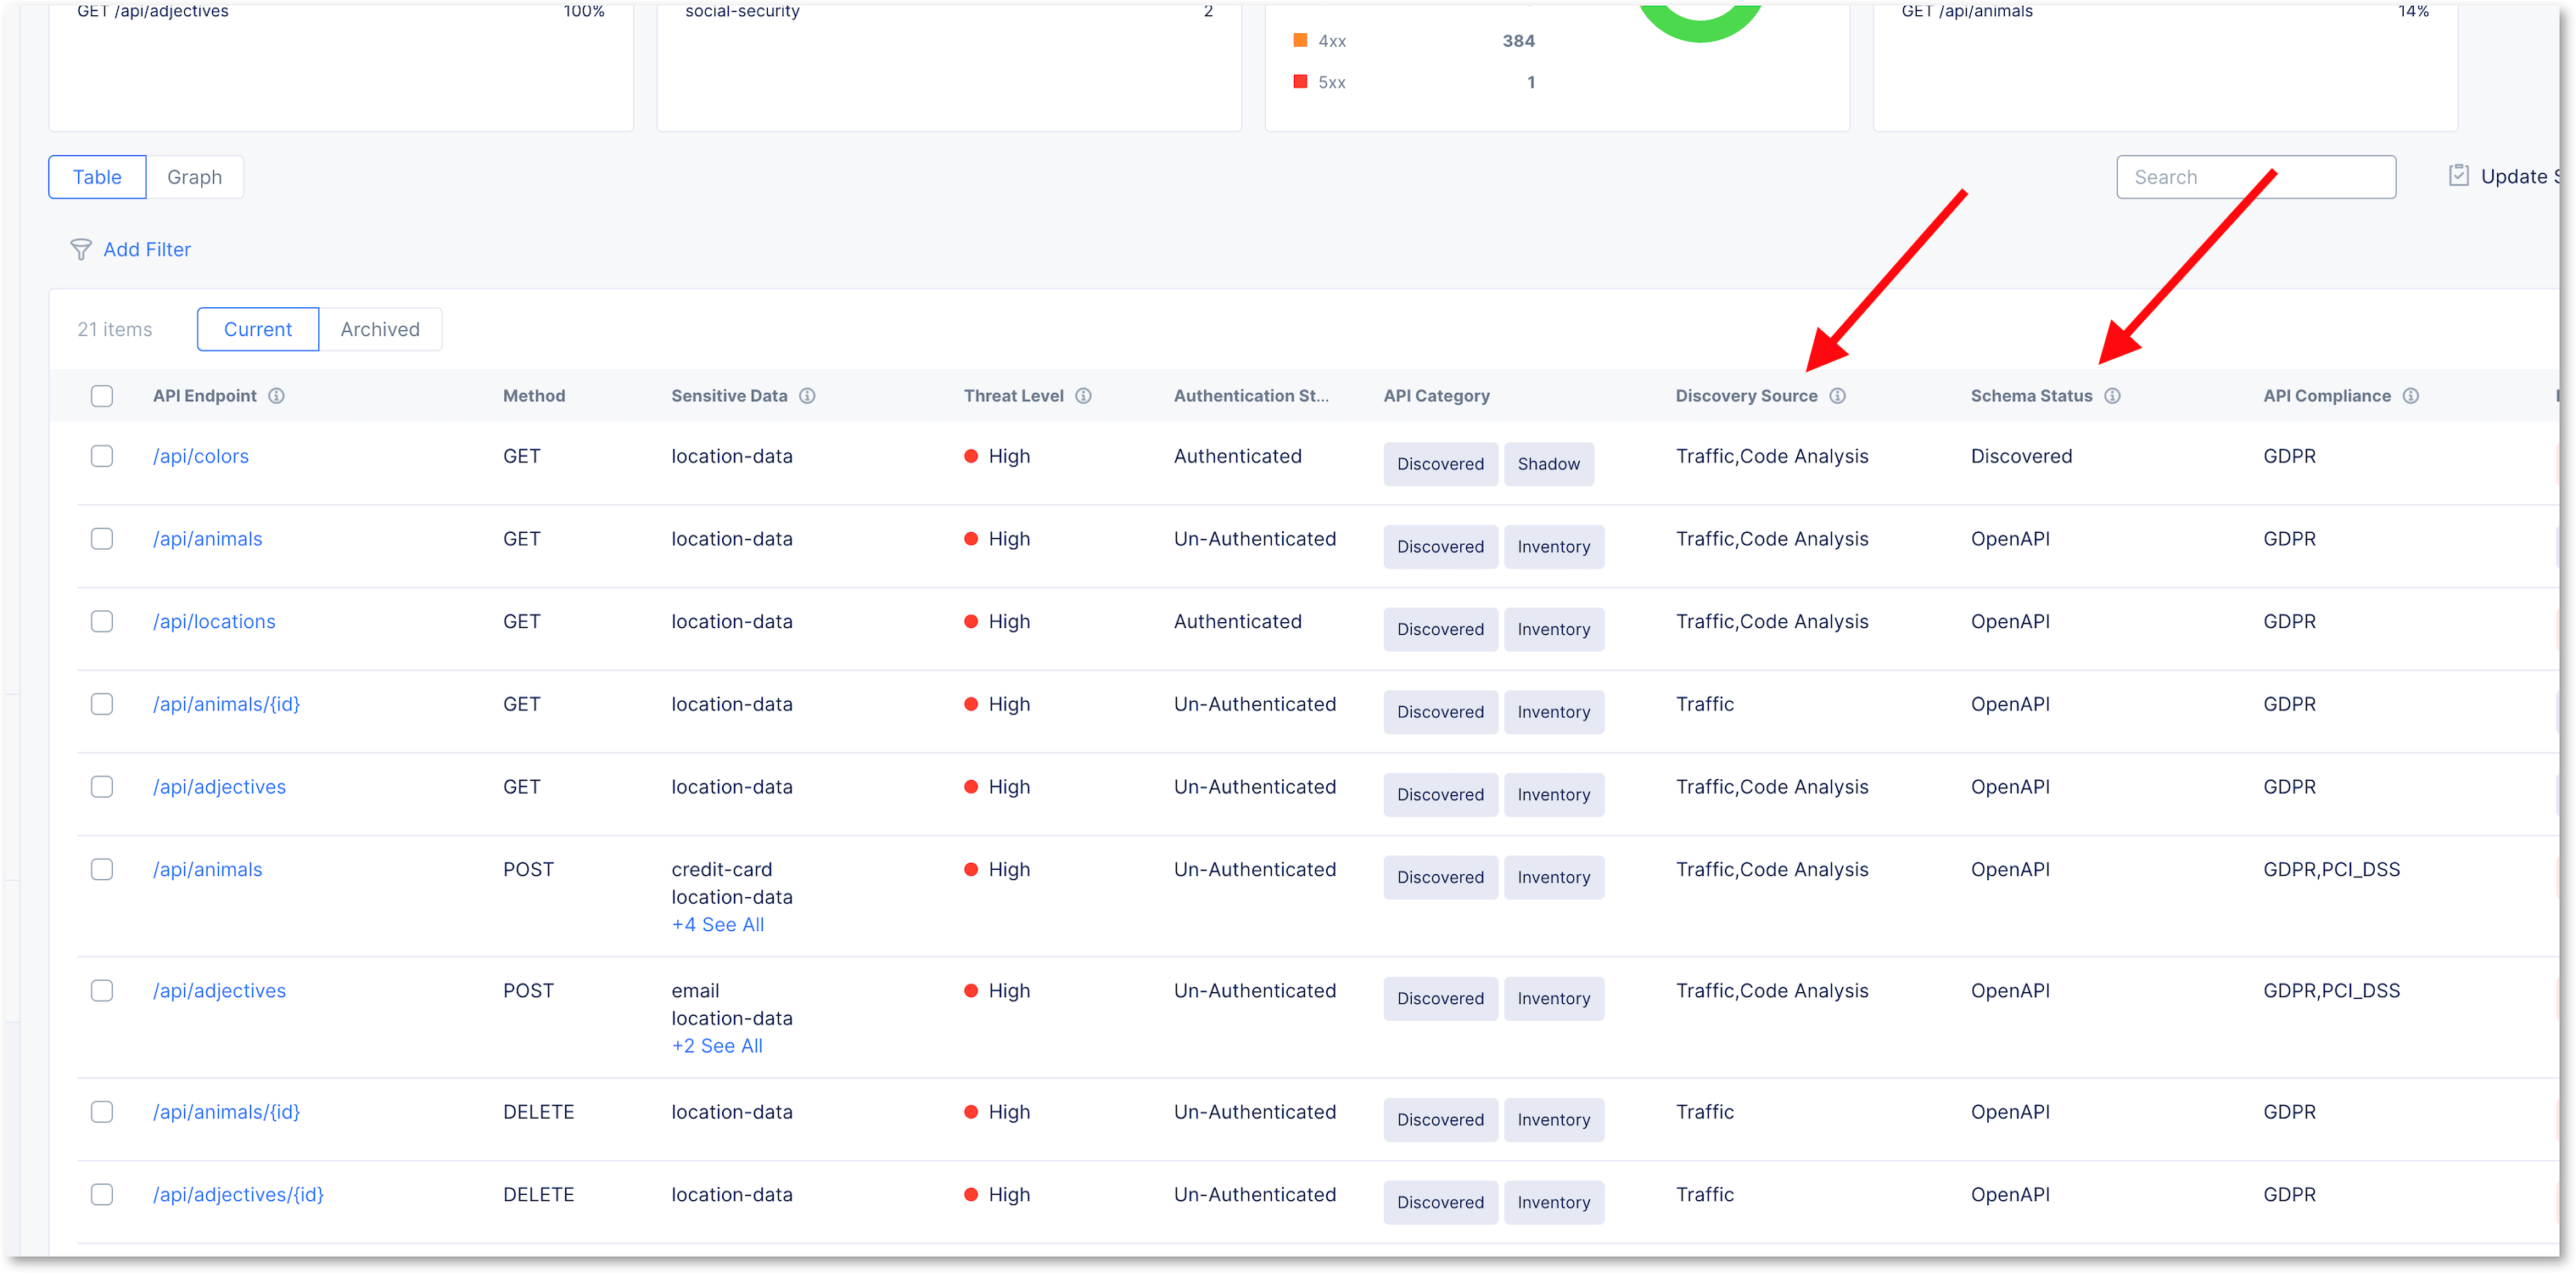 GET /api/adjectives 100%
social-security 2
GET /api/animals 14%
4xx 384
5xx 1
Table Graph
Search
Update
Add Filter
21 items Current Archived
API Endpoint Method Sensitive Data Threat Level Authentication St... API Category Discovery Source Schema Status API Compliance
/api/colors GET location-data High Authenticated Discovered Shadow Traffic,Code Analysis Discovered GDPR
/api/animals GET location-data High Un-Authenticated Discovered Inventory Traffic,Code Analysis OpenAPI GDPR
/api/locations GET location-data High Authenticated Discovered Inventory Traffic,Code Analysis OpenAPI GDPR
/api/animals/{id} GET location-data High Un-Authenticated Discovered Inventory Traffic OpenAPI GDPR
/api/adjectives GET location-data High Un-Authenticated Discovered Inventory Traffic,Code Analysis OpenAPI GDPR
/api/animals POST credit-card High Un-Authenticated Discovered Inventory Traffic,Code Analysis OpenAPI GDPR,PCI_DSS
location-data
+4 See All
/api/adjectives POST email High Un-Authenticated Discovered Inventory Traffic,Code Analysis OpenAPI GDPR,PCI_DSS
location-data
+2 See All
/api/animals/{id} DELETE location-data High Un-Authenticated Discovered Inventory Traffic OpenAPI GDPR
/api/adjectives/{id} DELETE location-data High Un-Authenticated Discovered Inventory Traffic OpenAPI GDPR